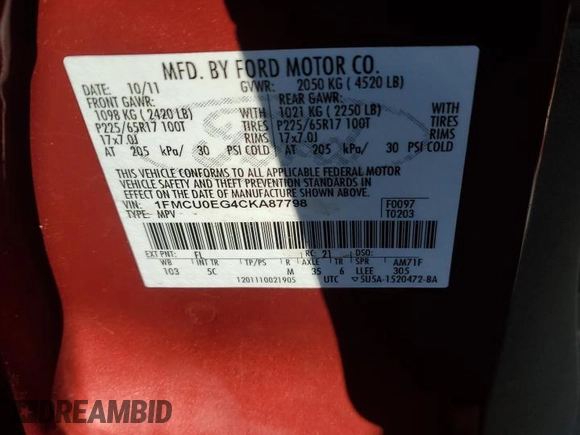 MFD. BY FORD MOTOR CO.
DATE: 10/11 GVWR: 2050 KG ( 4520 LB)
FRONT GAWR: REAR GAWR:
1098 KG ( 2420 LB) WITH 1021 KG ( 2250 LB) WITH
P225/65R17 100T TIRES P225/65R17 100T TIRES
17x7.0J RIMS 17x7.0J RIMS
AT 205 kPa/ 30 PSI COLD AT 205 kPa/ 30 PSI COLD
THIS VEHICLE CONFORMS TO ALL APPLICABLE FEDERAL MOTOR
VEHICLE SAFETY AND BUMPER STANDARDS IN
EFFECT ON THE DATE OF MANUFACTURE SHOWN ABOVE.
VIN: 1FMCU0EG4CKA87798 F0097
TYPE: MPV T0203
EXT PNT: FL RC: 21 DSO:
WB INT TR TP/PS R AXLE TR SPR AM71F
103 5C M 35 6 LLEE 305
1201110021905 UTC 5U5A-1520472-BA
DREAMBID